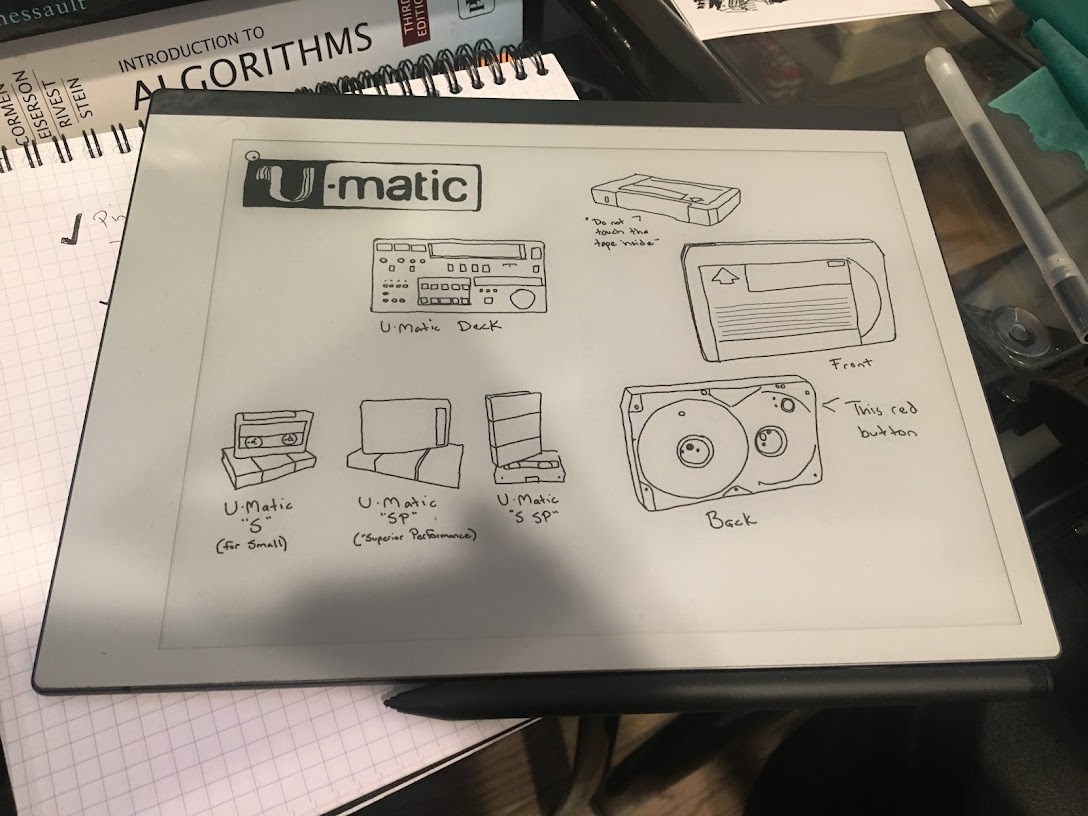 nessault
INTRODUCTION TO
ALGORITHMS
THIRD
EDITION
CORMEN
LEISERSON
RIVEST
STEIN
U·matic
"Do not
touch the
tape inside"
U·Matic Deck
Front
This red
button
Back
U·Matic
"S"
(for Small)
U·Matic
"SP"
("Superior Performance)
U·Matic
"S SP"